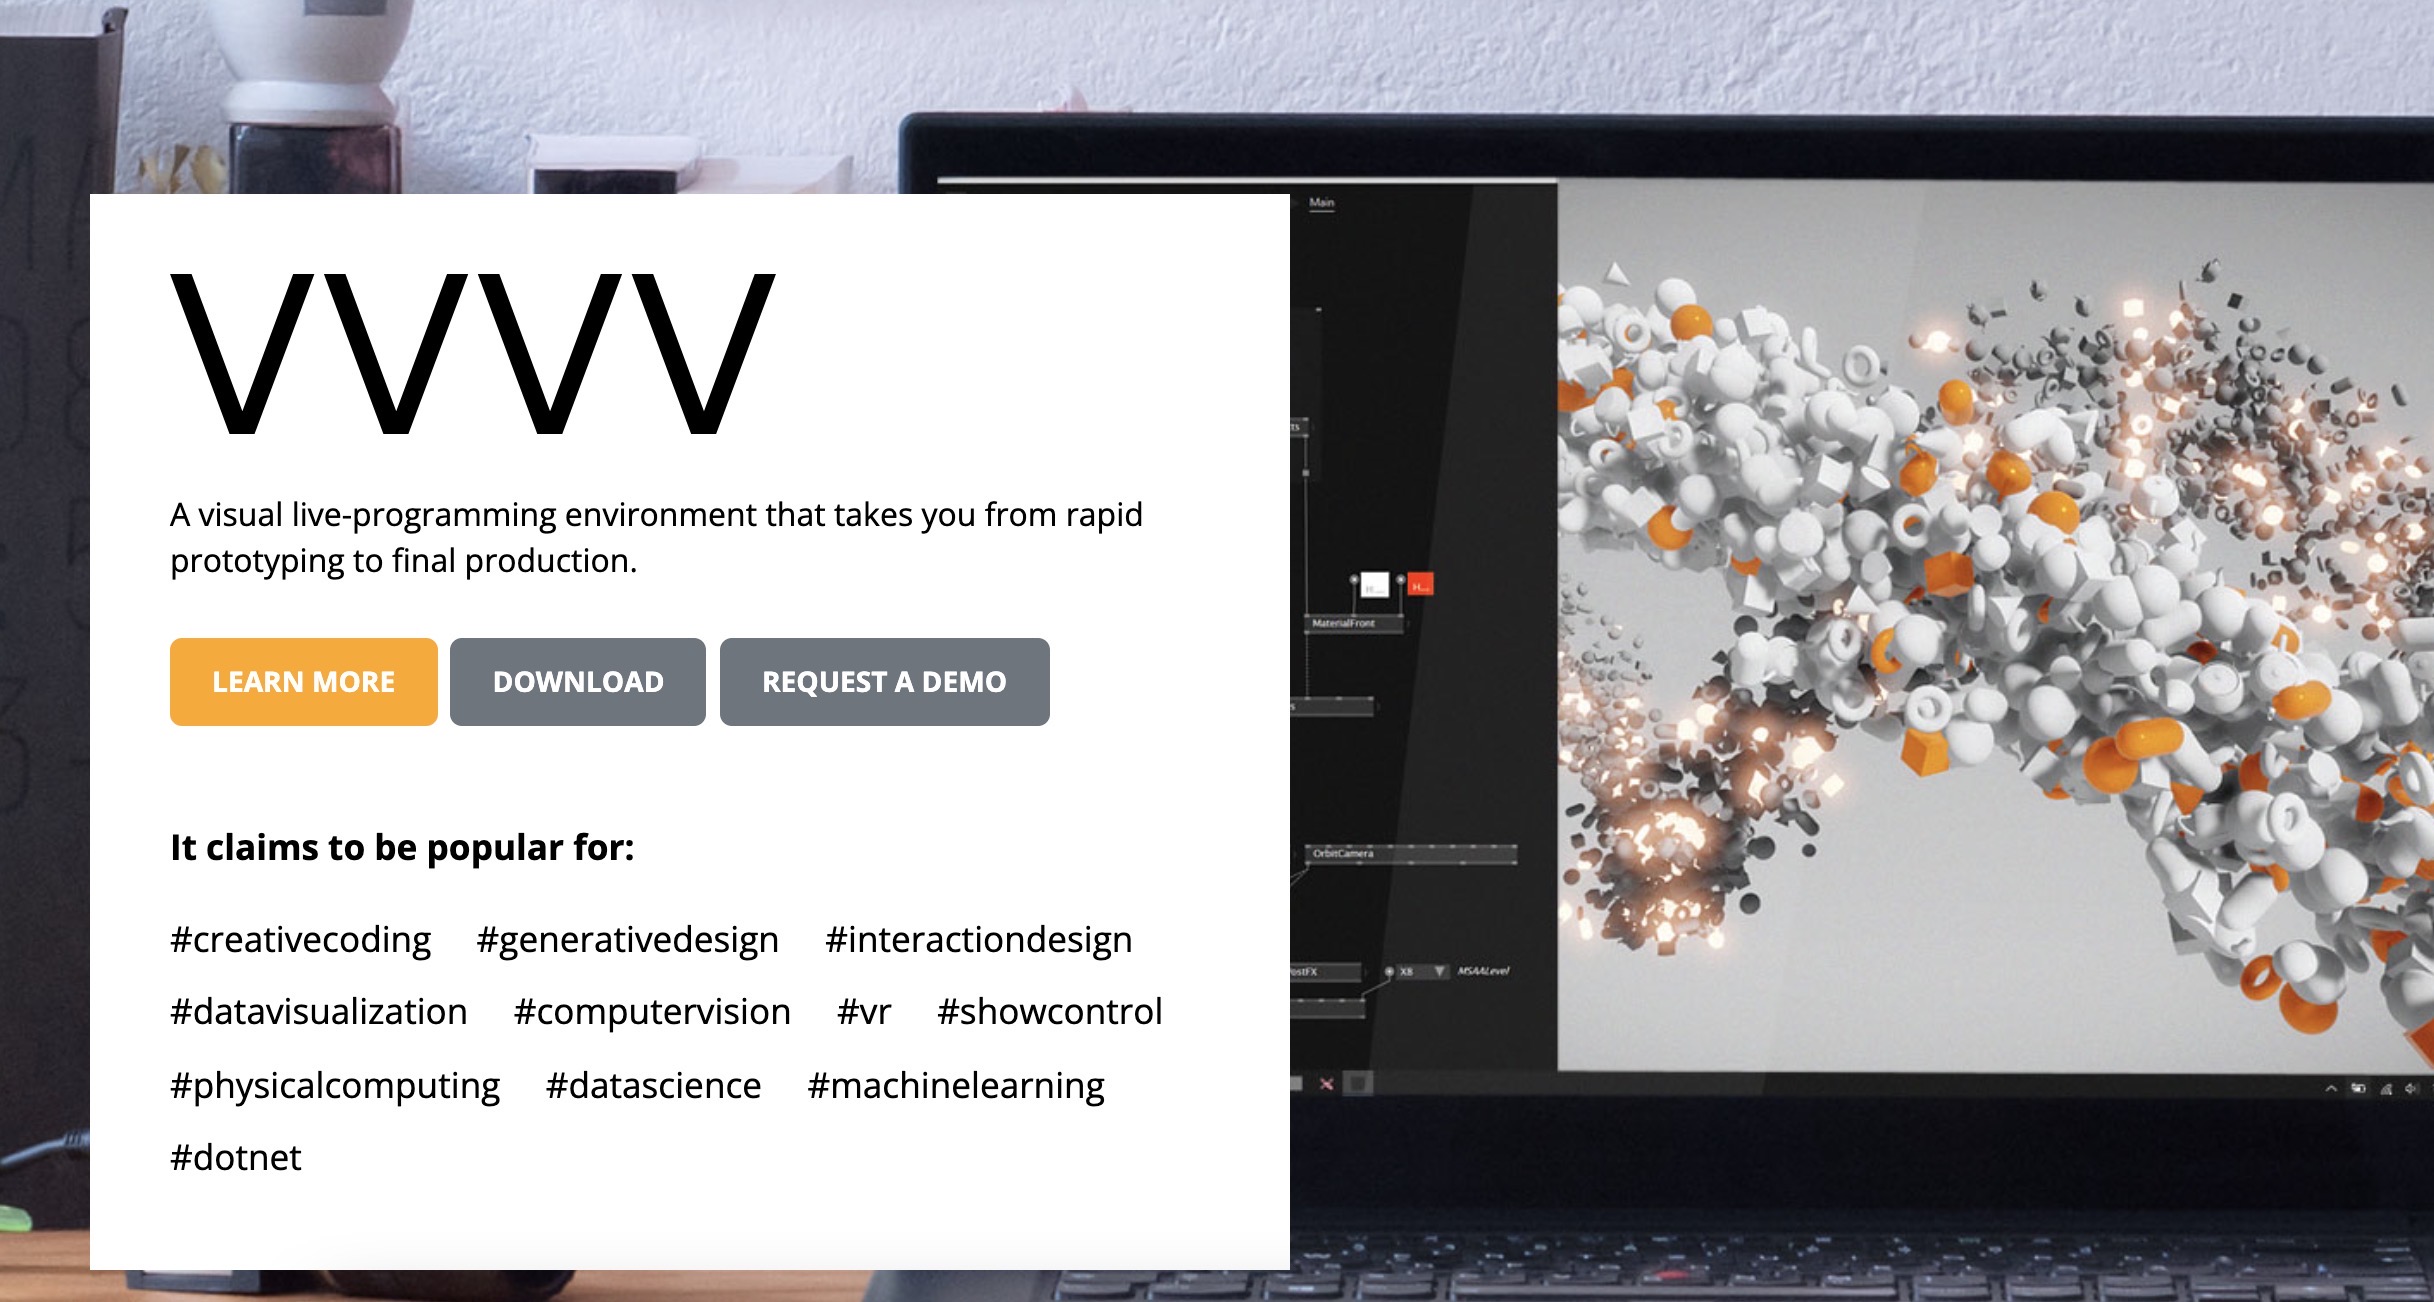 Main
VVVV
A visual live-programming environment that takes you from rapid
prototyping to final production.
LEARN MORE DOWNLOAD REQUEST A DEMO
It claims to be popular for:
#creativecoding #generativedesign #interactiondesign
#datavisualization #computervision #vr #showcontrol
#physicalcomputing #datascience #machinelearning
#dotnet
ts
H...
H...
MaterialFront
s
OrbitCamera
ostFX X8 MSAALevel